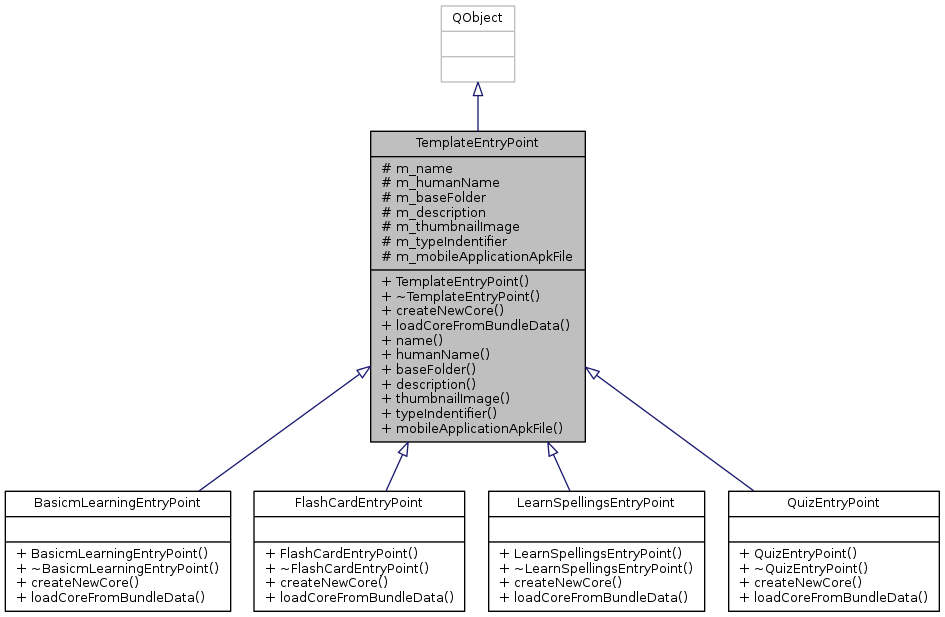 QObject
TemplateEntryPoint
# m_name
# m_humanName
# m_baseFolder
# m_description
# m_thumbnailImage
# m_typeIndentifier
# m_mobileApplicationApkFile
+ TemplateEntryPoint()
+ ~TemplateEntryPoint()
+ createNewCore()
+ loadCoreFromBundleData()
+ name()
+ humanName()
+ baseFolder()
+ description()
+ thumbnailImage()
+ typeIndentifier()
+ mobileApplicationApkFile()
BasicmLearningEntryPoint
+ BasicmLearningEntryPoint()
+ ~BasicmLearningEntryPoint()
+ createNewCore()
+ loadCoreFromBundleData()
FlashCardEntryPoint
+ FlashCardEntryPoint()
+ ~FlashCardEntryPoint()
+ createNewCore()
+ loadCoreFromBundleData()
LearnSpellingsEntryPoint
+ LearnSpellingsEntryPoint()
+ ~LearnSpellingsEntryPoint()
+ createNewCore()
+ loadCoreFromBundleData()
QuizEntryPoint
+ QuizEntryPoint()
+ ~QuizEntryPoint()
+ createNewCore()
+ loadCoreFromBundleData()